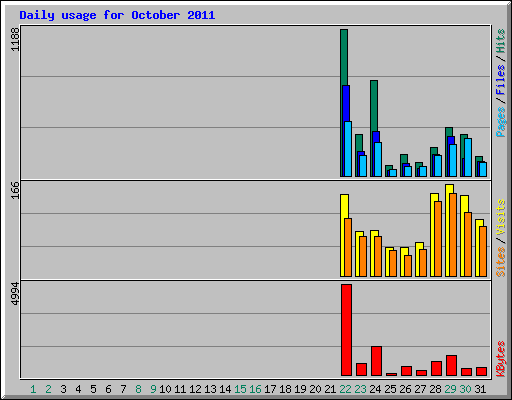 Daily usage for October 2011
1188
166
4994
Pages / Files / Hits
Sites / Visits
KBytes
1 2 3 4 5 6 7 8 9 10 11 12 13 14 15 16 17 18 19 20 21 22 23 24 25 26 27 28 29 30 31